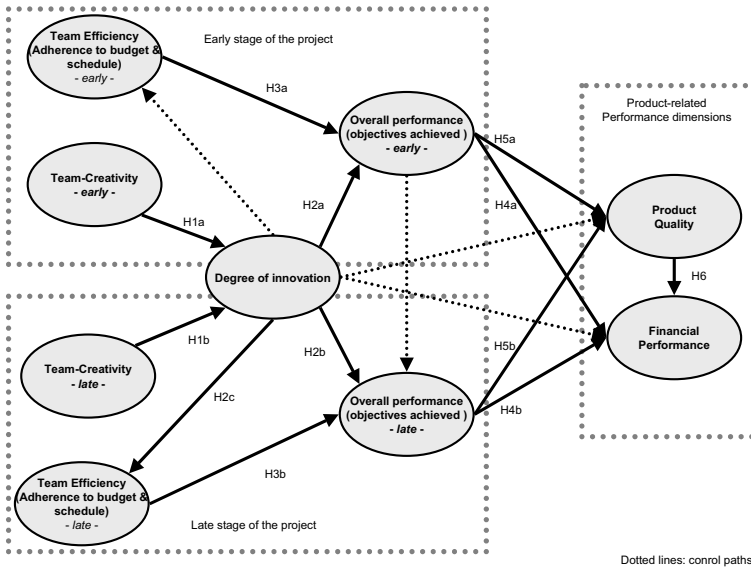 Team Efficiency
(Adherence to budget &
schedule)
- early -
Early stage of the project
H3a
Overall performance
(objectives achieved )
- early -
Team-Creativity
- early -
H1a
H2a
H5a
H4a
Product-related
Performance dimensions
Product
Quality
H6
Financial
Performance
Degree of innovation
H1b
H2b
H5b
H4b
Team-Creativity
- late -
H2c
Overall performance
(objectives achieved )
- late -
H3b
Team Efficiency
(Adherence to budget &
schedule)
- late -
Late stage of the project
Dotted lines: conrol paths